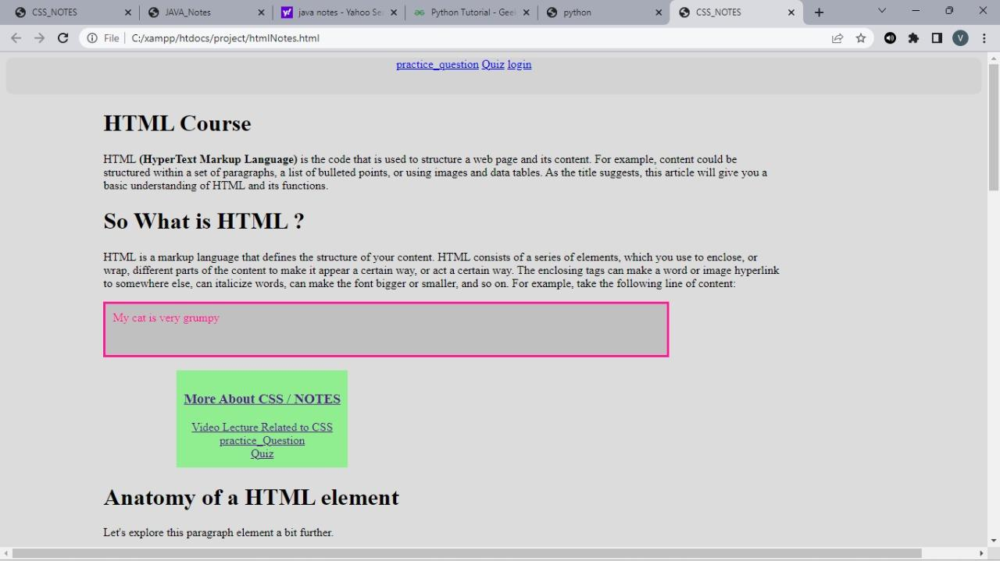 CSS_NOTES
JAVA_Notes
java notes - Yahoo Se
Python Tutorial - Geek
python
CSS_NOTES
File C:/xampp/htdocs/project/htmlNotes.html
V
practice_question Quiz login
HTML Course
HTML (HyperText Markup Language) is the code that is used to structure a web page and its content. For example, content could be
structured within a set of paragraphs, a list of bulleted points, or using images and data tables. As the title suggests, this article will give you a
basic understanding of HTML and its functions.
So What is HTML ?
HTML is a markup language that defines the structure of your content. HTML consists of a series of elements, which you use to enclose, or
wrap, different parts of the content to make it appear a certain way, or act a certain way. The enclosing tags can make a word or image hyperlink
to somewhere else, can italicize words, can make the font bigger or smaller, and so on. For example, take the following line of content:
My cat is very grumpy
More About CSS / NOTES
Video Lecture Related to CSS
practice_Question
Quiz
Anatomy of a HTML element
Let's explore this paragraph element a bit further.